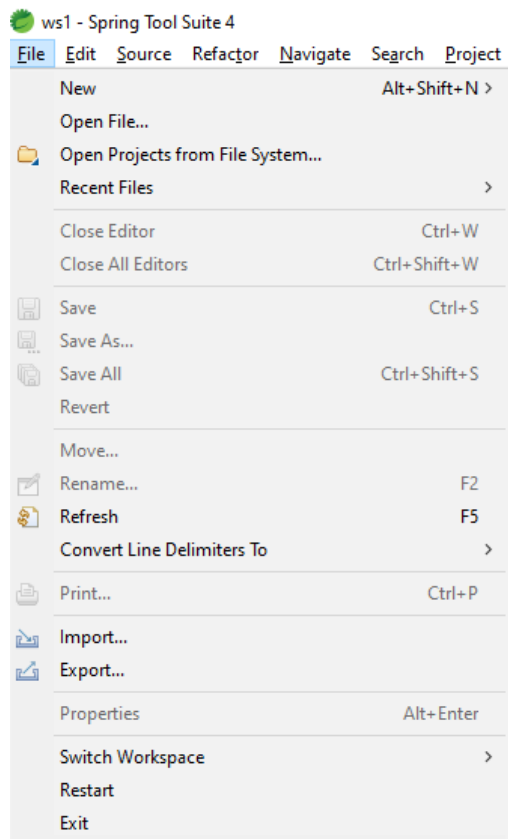 ws1 - Spring Tool Suite 4
File Edit Source Refactor Navigate Search Project
New Alt+Shift+N >
Open File...
Open Projects from File System...
Recent Files >
Close Editor Ctrl+W
Close All Editors Ctrl+Shift+W
Save Ctrl+S
Save As...
Save All Ctrl+Shift+S
Revert
Move...
Rename... F2
Refresh F5
Convert Line Delimiters To >
Print... Ctrl+P
Import...
Export...
Properties Alt+Enter
Switch Workspace >
Restart
Exit